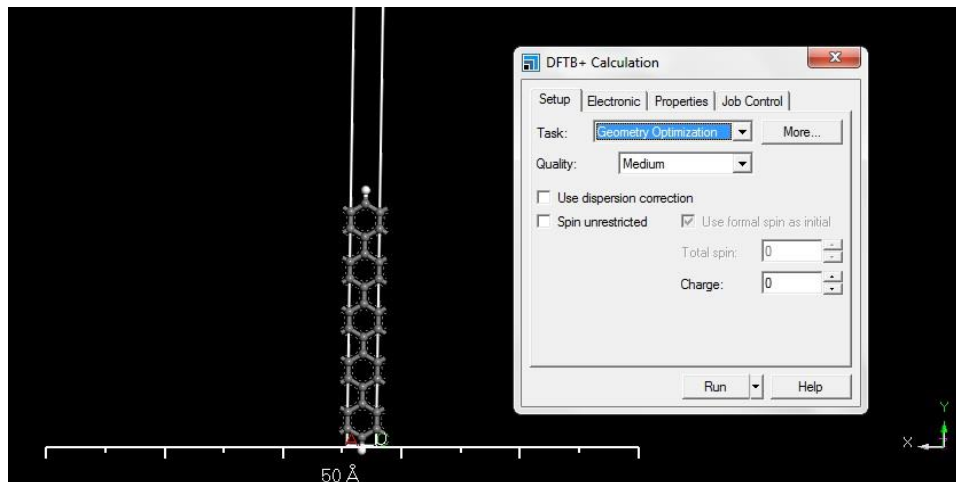 DFTB+ Calculation
Setup Electronic Properties Job Control
Task: Geometry Optimization More...
Quality: Medium
Use dispersion correction
Spin unrestricted Use formal spin as initial
Total spin: 0
Charge: 0
Run Help
50 Å
Y
X